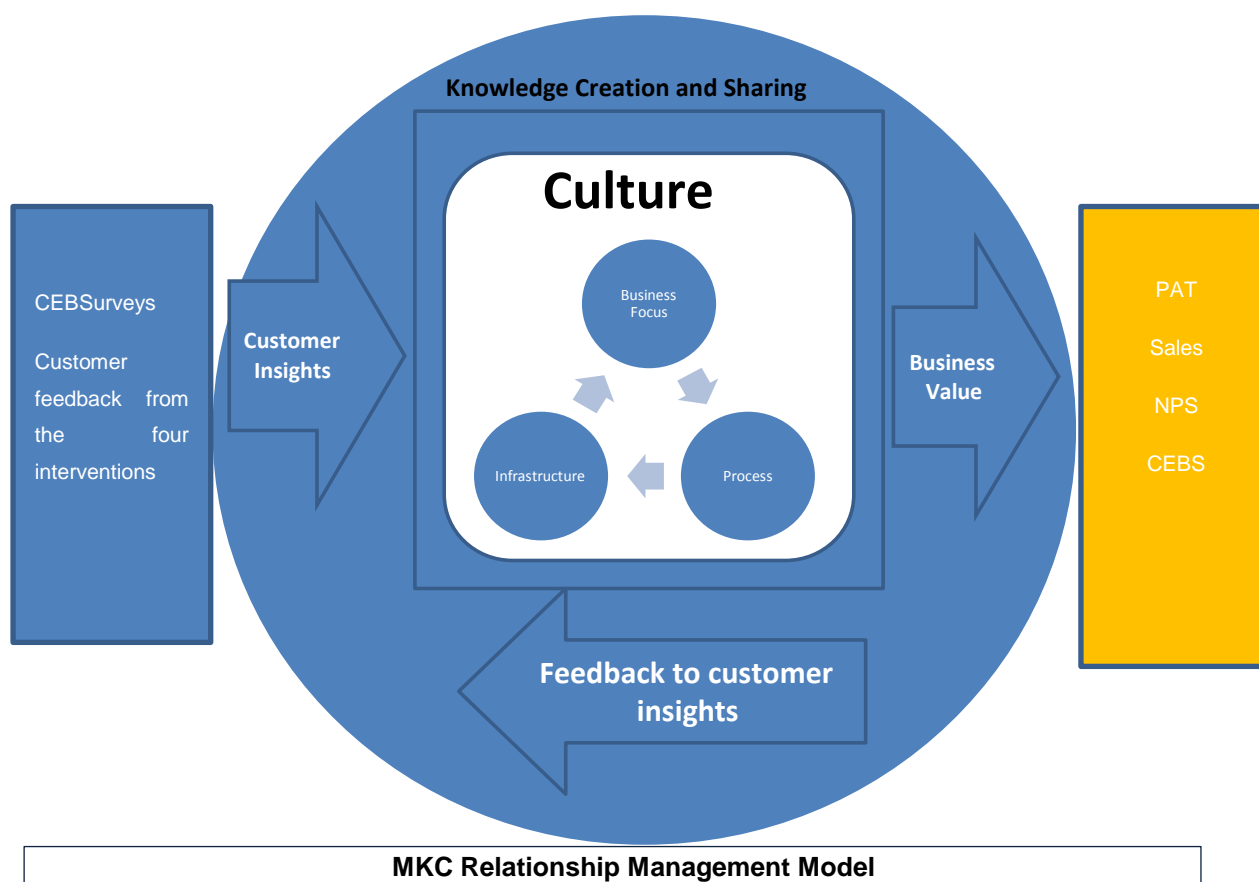 Knowledge Creation and Sharing
Culture
CEBSurveys
Customer
feedback from
the four
interventions
Customer
Insights
Business
Focus
Infrastructure
Process
Business
Value
PAT
Sales
NPS
CEBS
Feedback to customer
insights
MKC Relationship Management Model